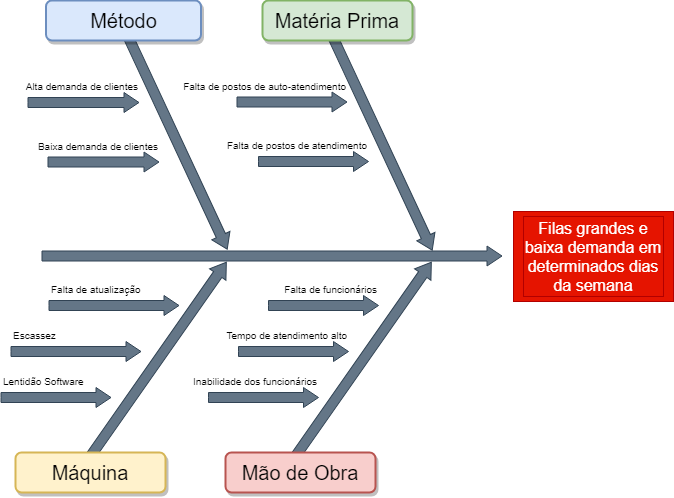 Método
Matéria Prima
Alta demanda de clientes
Falta de postos de auto-atendimento
Baixa demanda de clientes
Falta de postos de atendimento
Filas grandes e
baixa demanda em
determinados dias
da semana
Falta de atualização
Falta de funcionários
Escassez
Tempo de atendimento alto
Lentidão Software
Inabilidade dos funcionários
Máquina
Mão de Obra